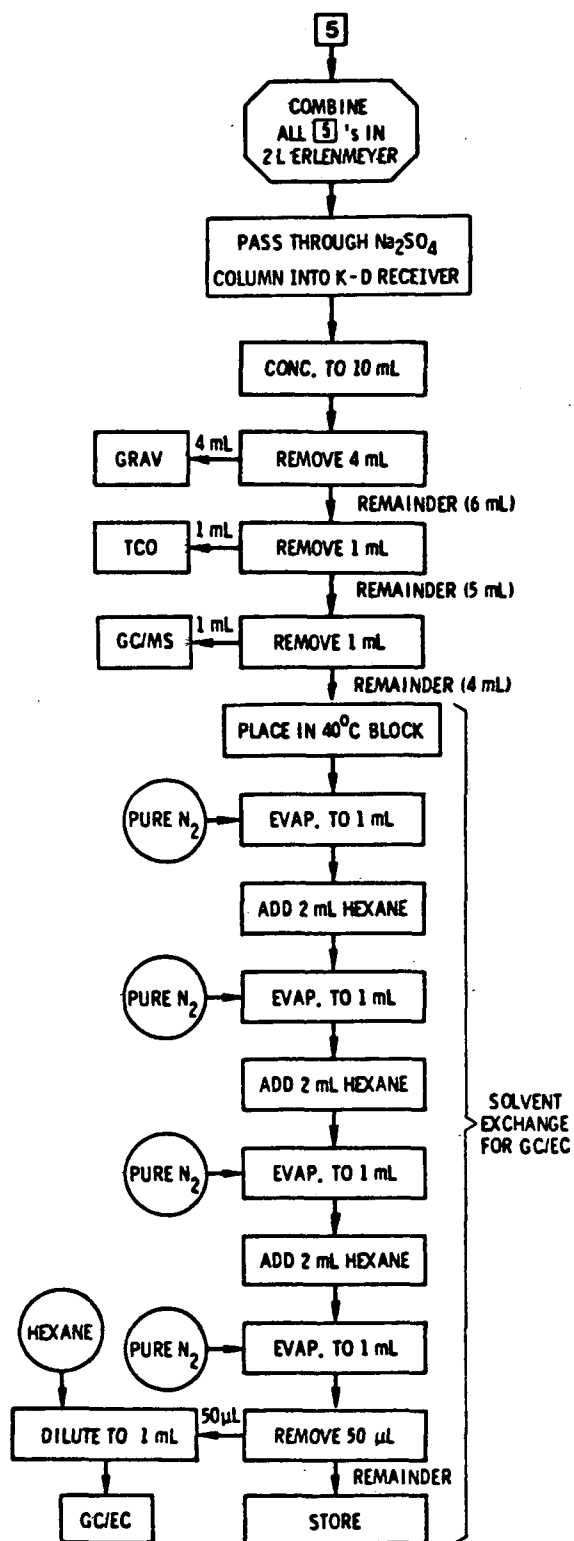 5
COMBINE
ALL 5 's IN
2 L ERLENMEYER
PASS THROUGH Na2SO4
COLUMN INTO K-D RECEIVER
CONC. TO 10 mL
GRAV
4 mL
REMOVE 4 mL
REMAINDER (6 mL)
TCO
1 mL
REMOVE 1 mL
REMAINDER (5 mL)
GC/MS
1 mL
REMOVE 1 mL
REMAINDER (4 mL)
PLACE IN 40°C BLOCK
PURE N2
EVAP. TO 1 mL
ADD 2 mL HEXANE
PURE N2
EVAP. TO 1 mL
ADD 2 mL HEXANE
SOLVENT
EXCHANGE
FOR GC/EC
PURE N2
EVAP. TO 1 mL
ADD 2 mL HEXANE
HEXANE
PURE N2
EVAP. TO 1 mL
DILUTE TO 1 mL
50µL
REMOVE 50 µL
REMAINDER
GC/EC
STORE